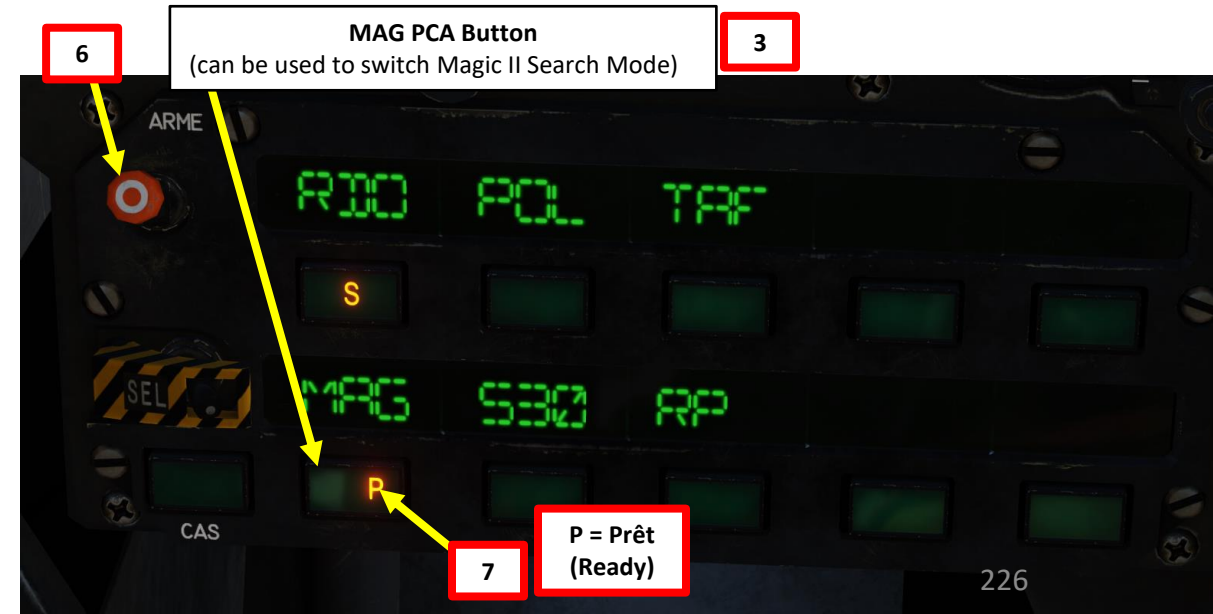 MAG PCA Button
(can be used to switch Magic II Search Mode)
3
6
ARME
RDO POL TAF
S
SEL
MAG S30 RP
P
CAS
P = Prêt
(Ready)
7
226